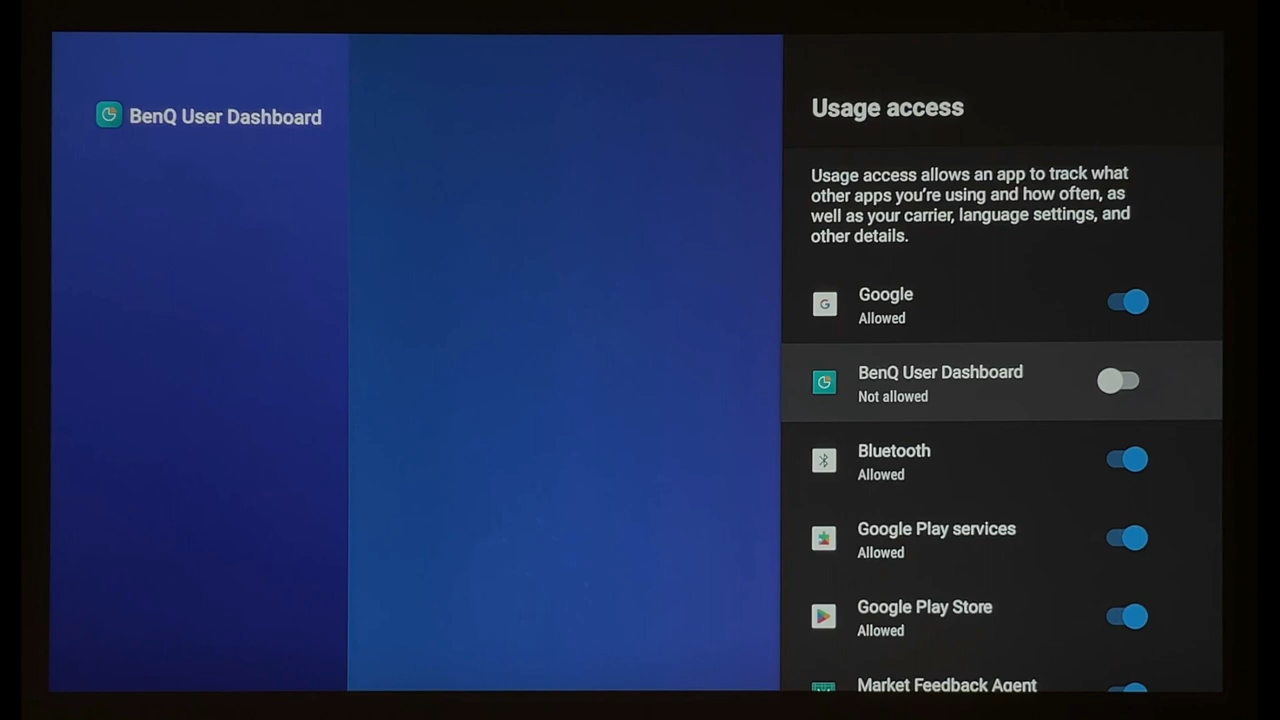 BenQ User Dashboard
Usage access
Usage access allows an app to track what
other apps you're using and how often, as
well as your carrier, language settings, and
other details.
Google
Allowed
BenQ User Dashboard
Not allowed
Bluetooth
Allowed
Google Play services
Allowed
Google Play Store
Allowed
Market Feedback Agent